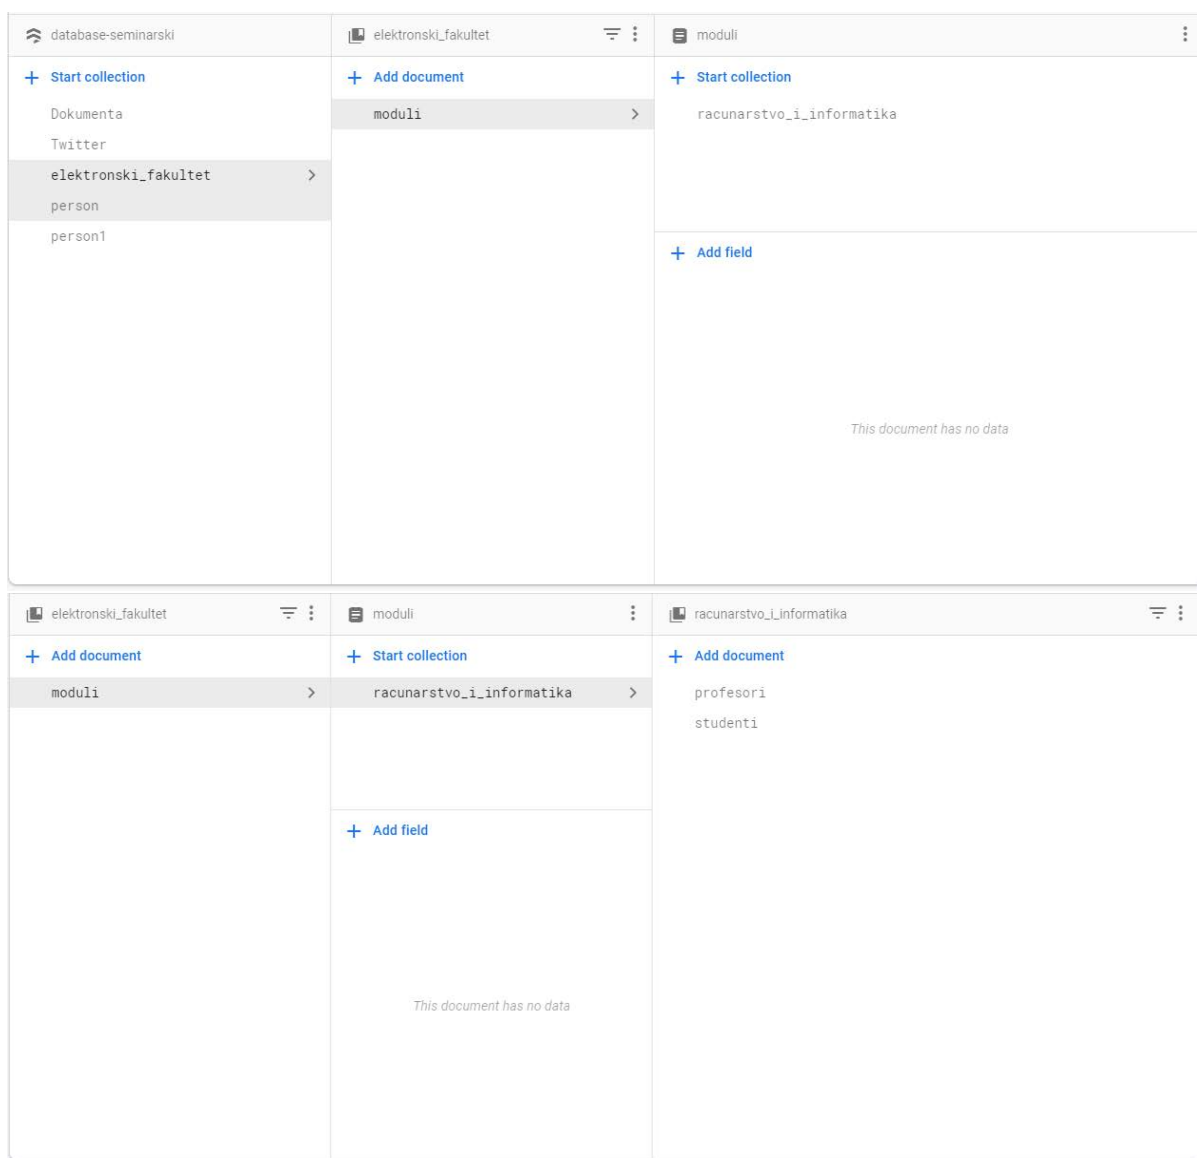 database-seminarski
Start collection
Dokumenta
Twitter
elektronski_fakultet
person
person1
elektronski_fakultet
Add document
moduli
moduli
Start collection
racunarstvo_i_informatika
Add field
This document has no data
elektronski_fakultet
Add document
moduli
moduli
Start collection
racunarstvo_i_informatika
Add field
This document has no data
racunarstvo_i_informatika
Add document
profesori
studenti